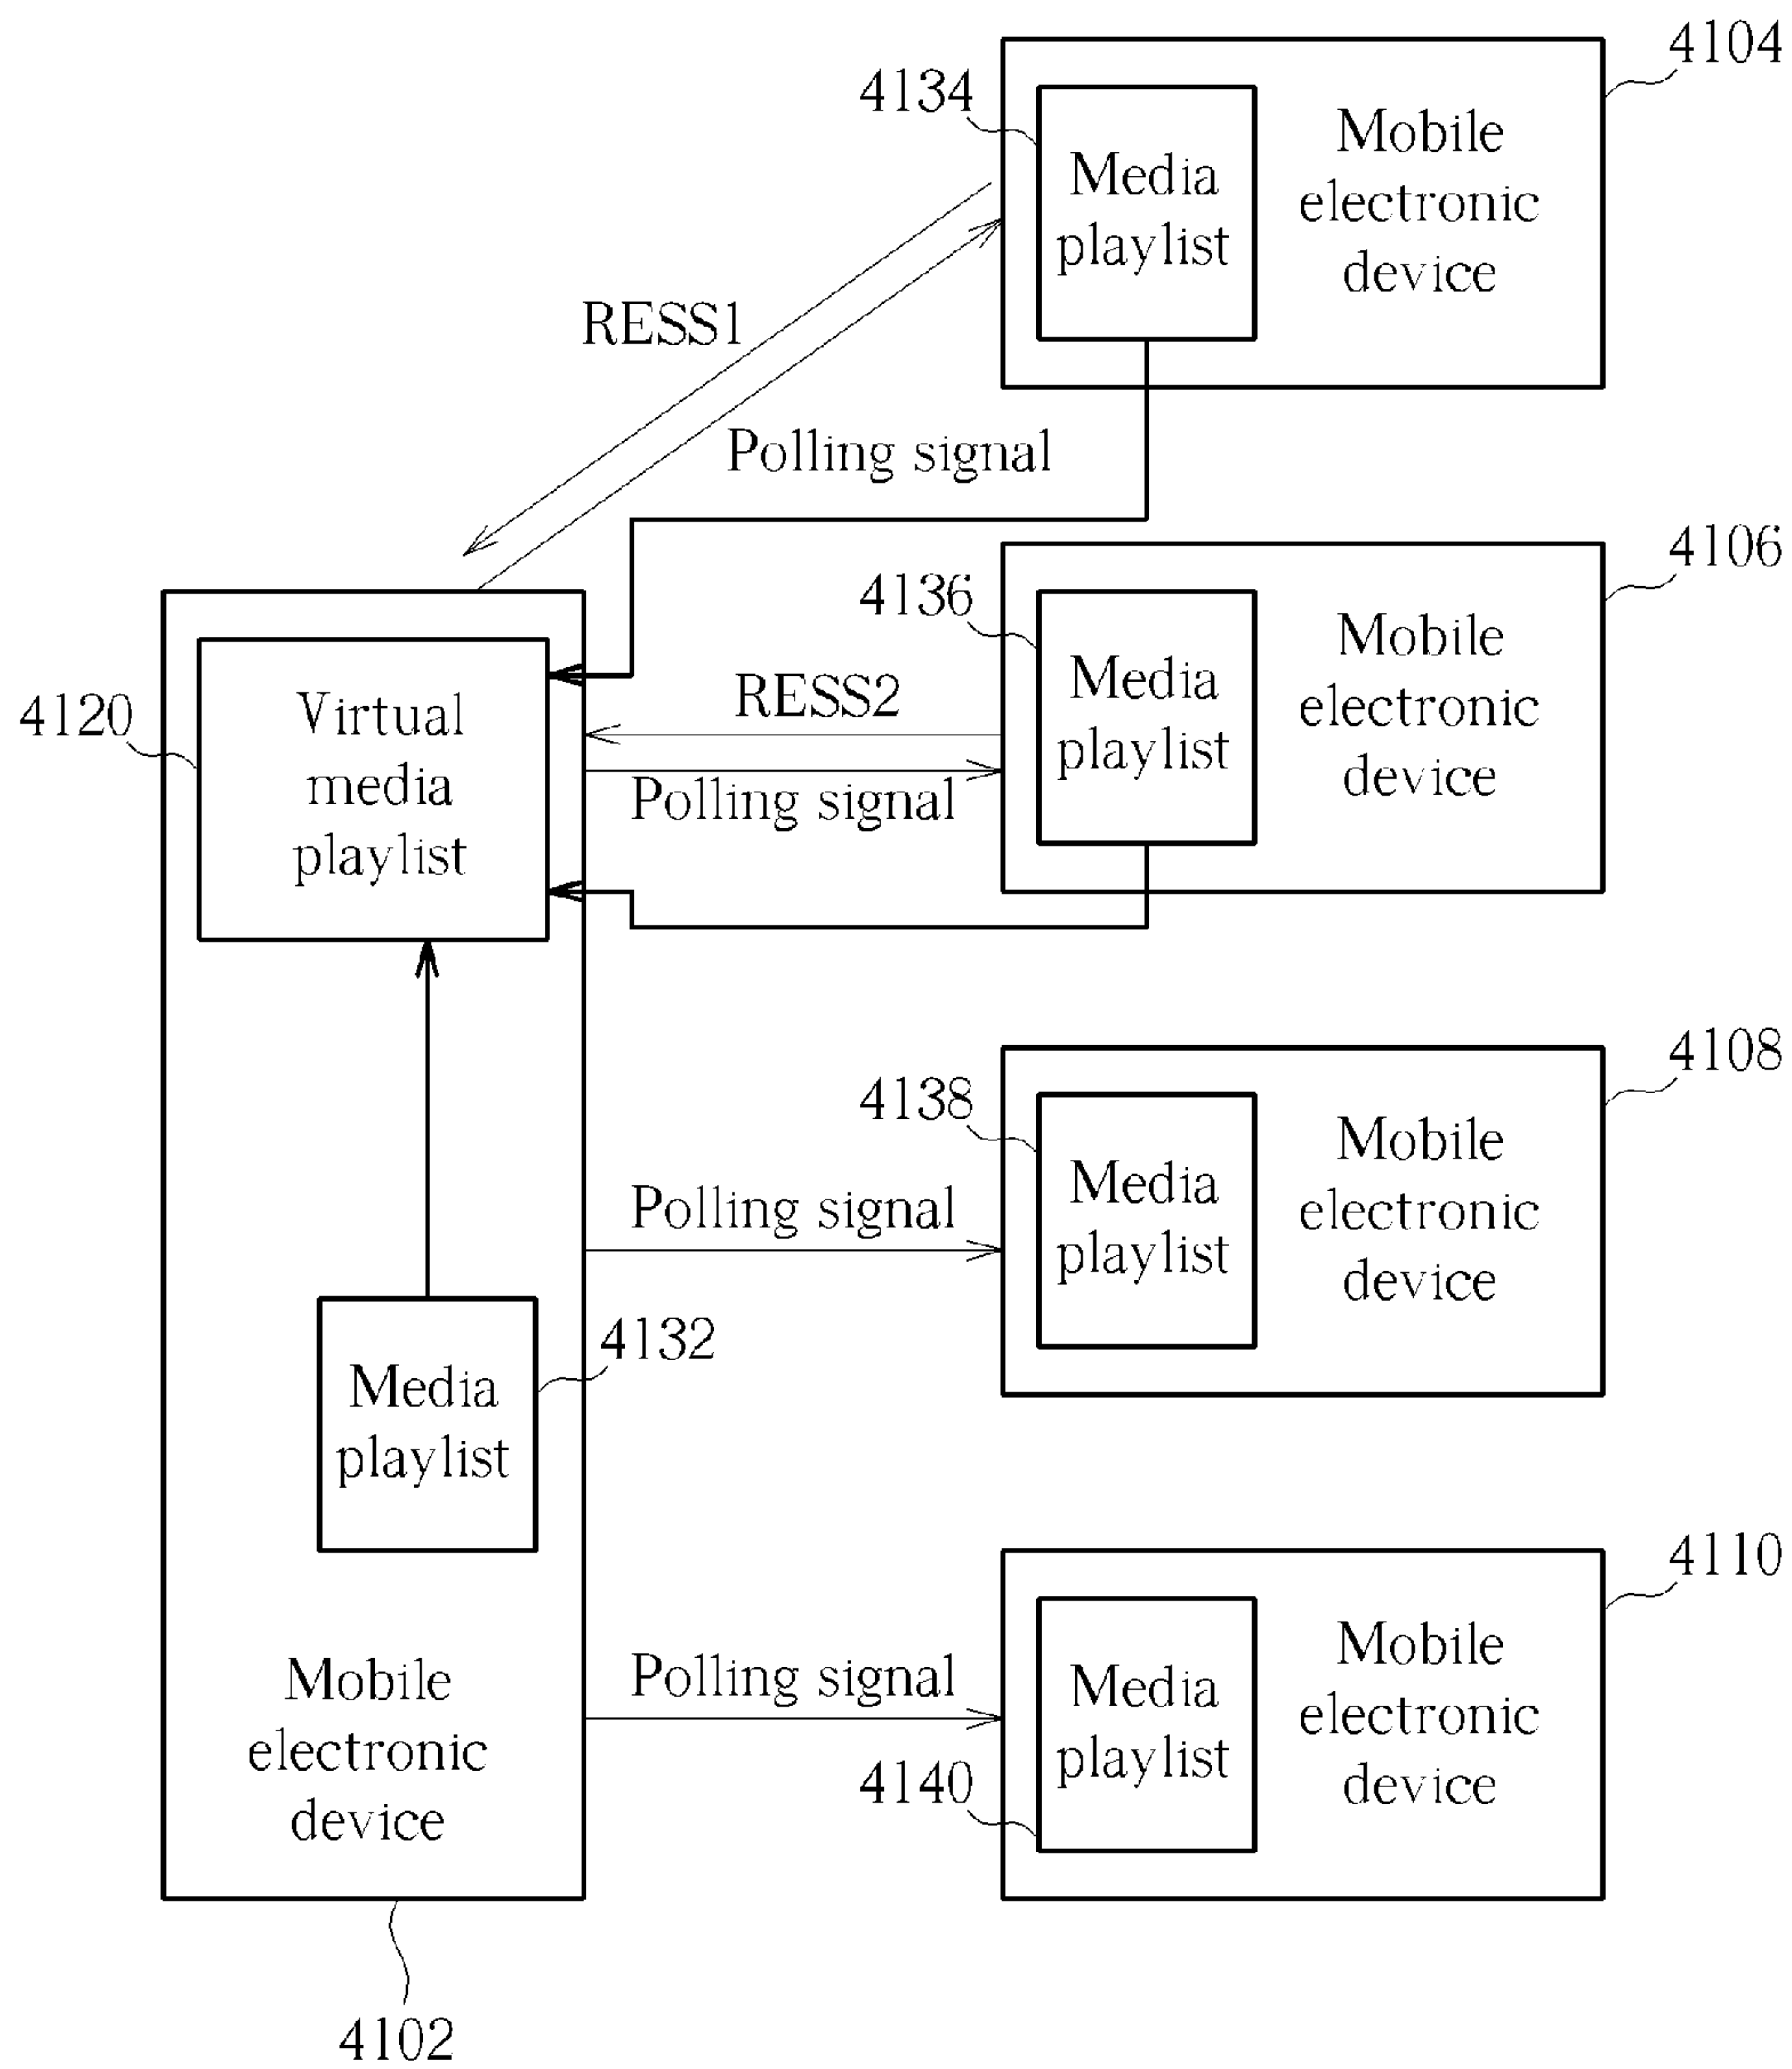 4104
4134
Mobile
electronic
device
Media
playlist
RESS1
Polling signal
4106
4136
Mobile
electronic
device
Media
playlist
4120
Virtual
media
playlist
RESS2
Polling signal
4108
4138
Mobile
electronic
device
Media
playlist
Polling signal
4132
Media
playlist
4110
Mobile
electronic
device
Media
playlist
Polling signal
4140
Mobile
electronic
device
4102